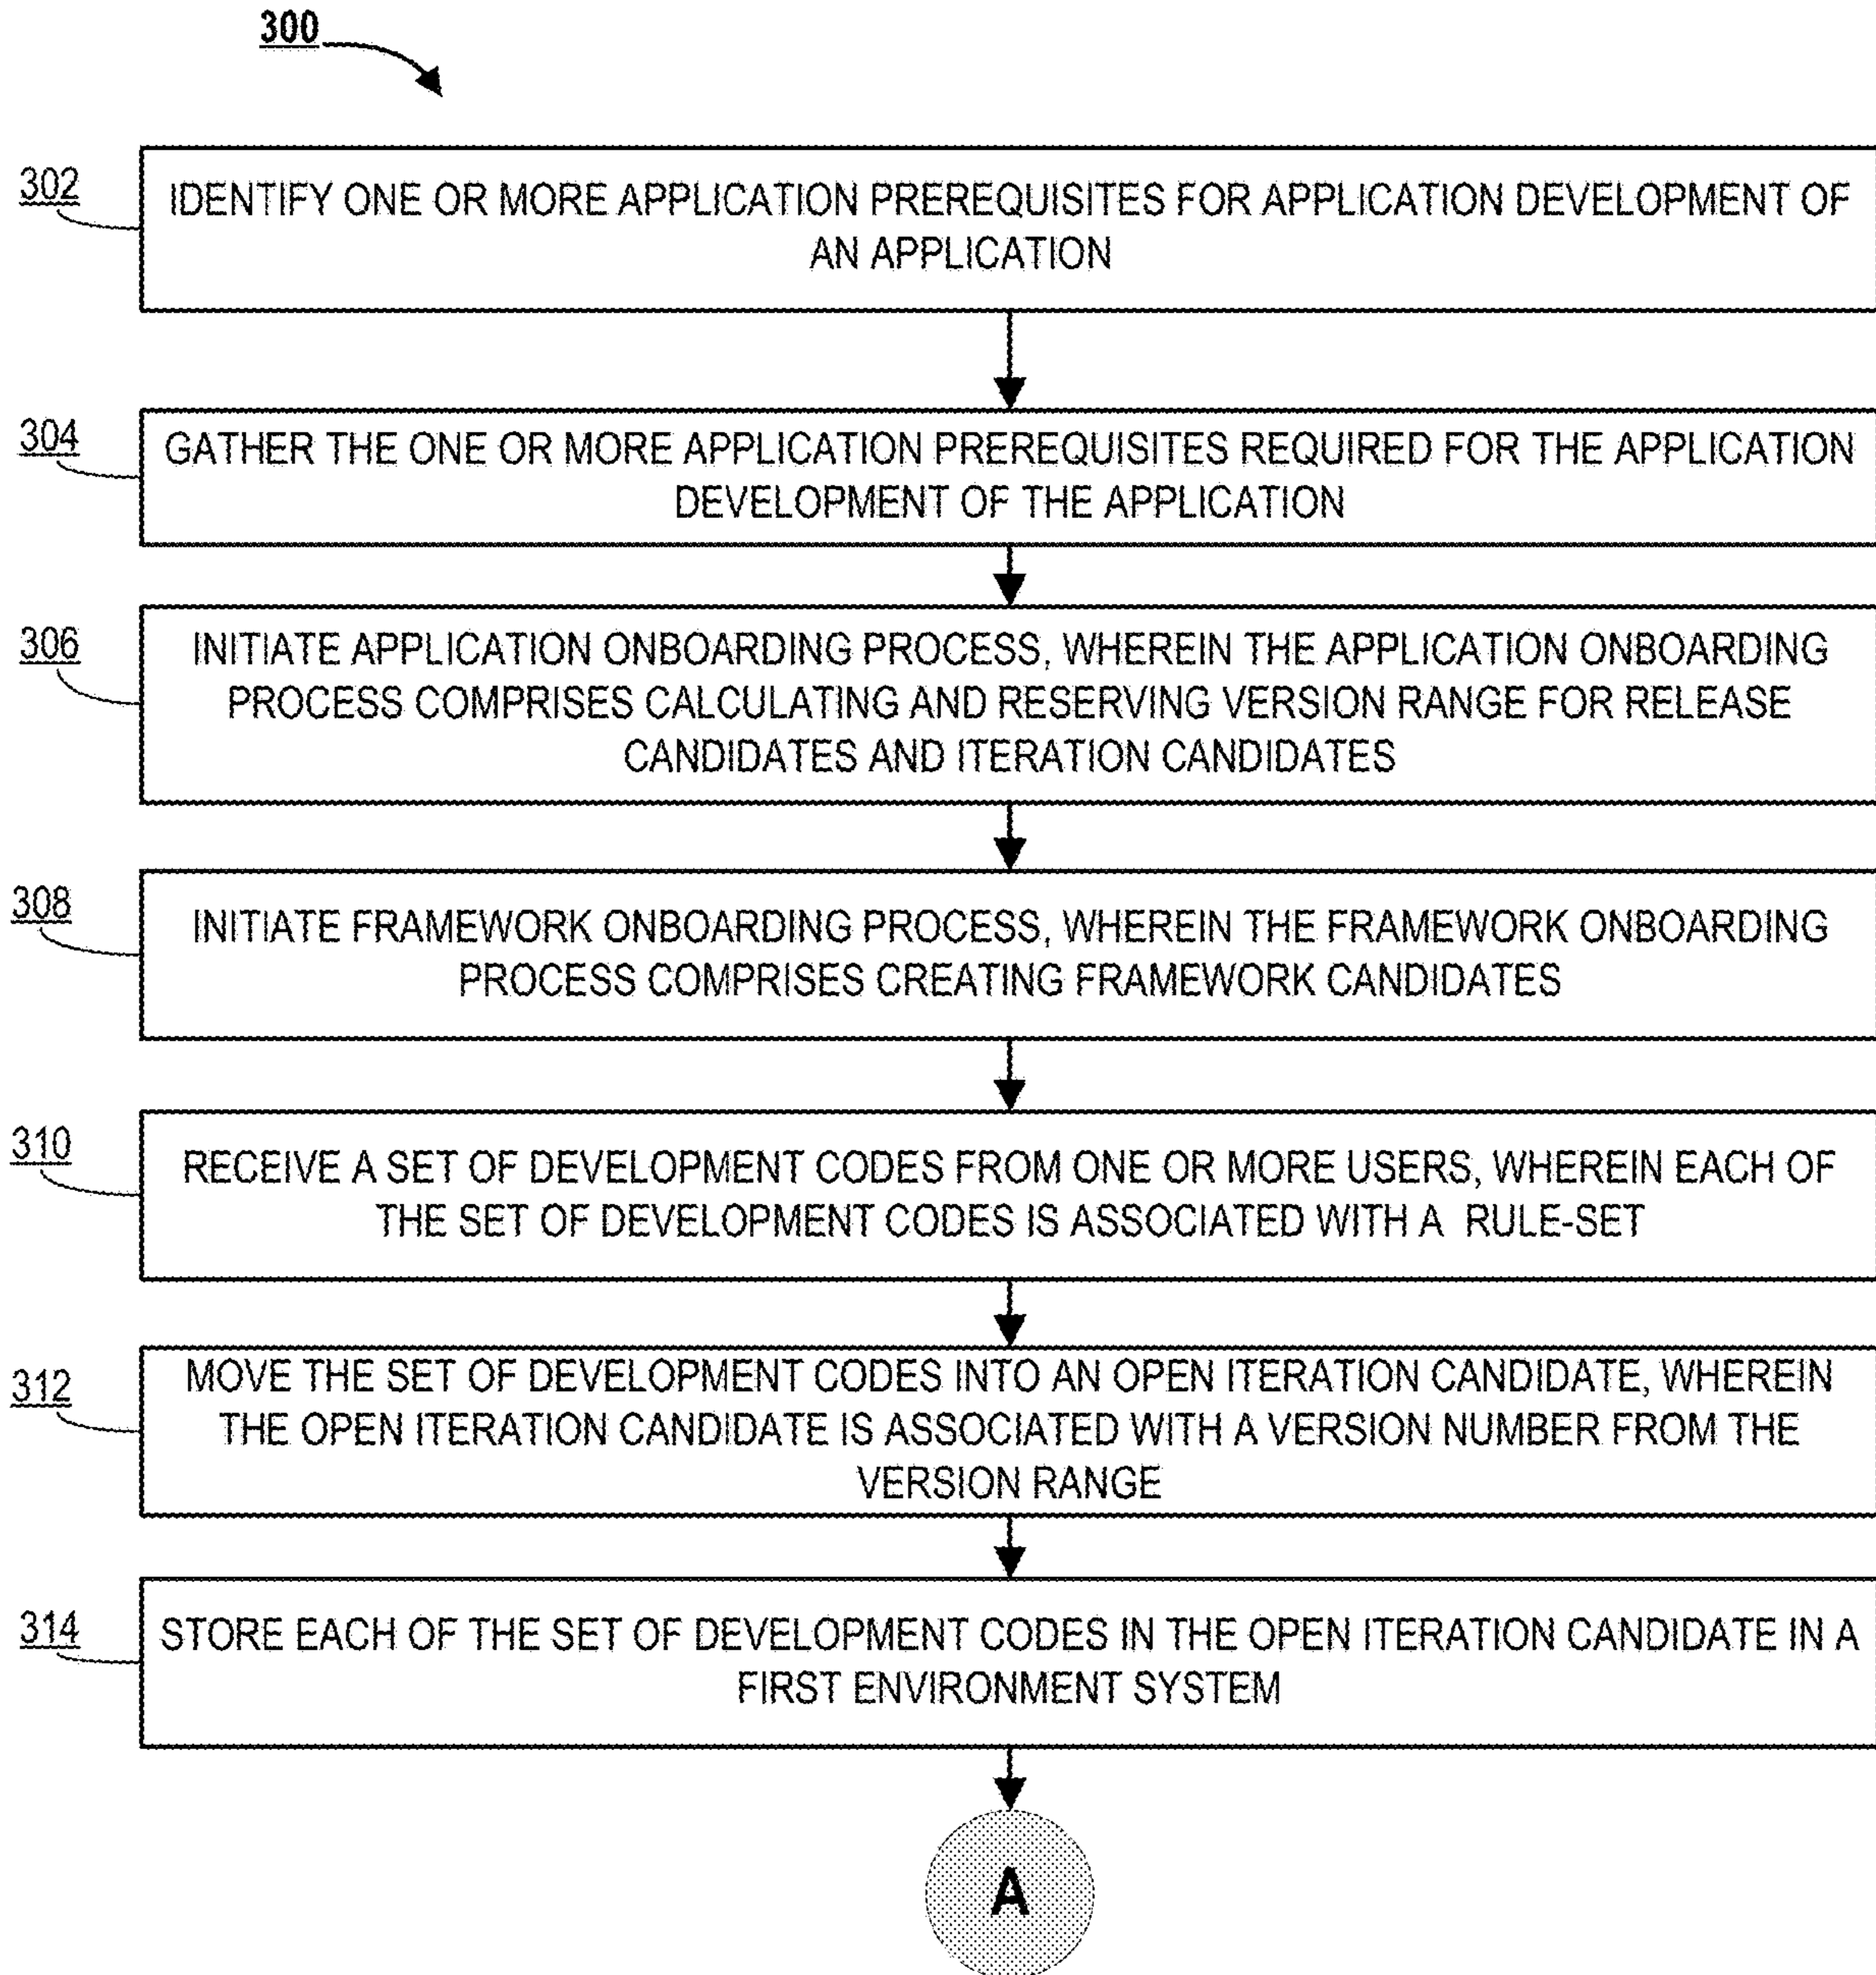 300
302
IDENTIFY ONE OR MORE APPLICATION PREREQUISITES FOR APPLICATION DEVELOPMENT OF
AN APPLICATION
304
GATHER THE ONE OR MORE APPLICATION PREREQUISITES REQUIRED FOR THE APPLICATION
DEVELOPMENT OF THE APPLICATION
306
INITIATE APPLICATION ONBOARDING PROCESS, WHEREIN THE APPLICATION ONBOARDING
PROCESS COMPRISES CALCULATING AND RESERVING VERSION RANGE FOR RELEASE
CANDIDATES AND ITERATION CANDIDATES
308
INITIATE FRAMEWORK ONBOARDING PROCESS, WHEREIN THE FRAMEWORK ONBOARDING
PROCESS COMPRISES CREATING FRAMEWORK CANDIDATES
310
RECEIVE A SET OF DEVELOPMENT CODES FROM ONE OR MORE USERS, WHEREIN EACH OF
THE SET OF DEVELOPMENT CODES IS ASSOCIATED WITH A RULE-SET
312
MOVE THE SET OF DEVELOPMENT CODES INTO AN OPEN ITERATION CANDIDATE, WHEREIN
THE OPEN ITERATION CANDIDATE IS ASSOCIATED WITH A VERSION NUMBER FROM THE
VERSION RANGE
314
STORE EACH OF THE SET OF DEVELOPMENT CODES IN THE OPEN ITERATION CANDIDATE IN A
FIRST ENVIRONMENT SYSTEM
A